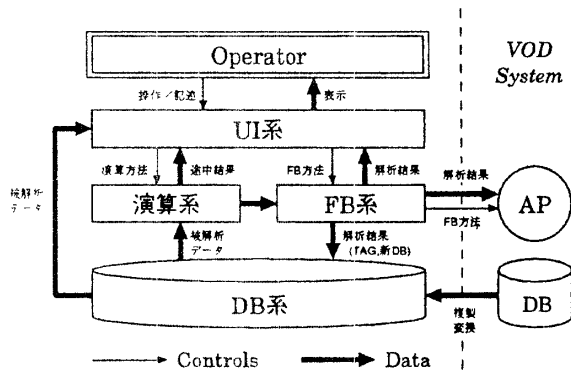 Operator
VOD
System
操作／記述
表示
UI系
演算方法
途中結果
FB方法
解析結果
被解析
データ
演算系
FB系
解析結果
FB方法
AP
被解析
データ
解析結果
(TAG,新DB)
DB系
DB
複製
変換
Controls
Data